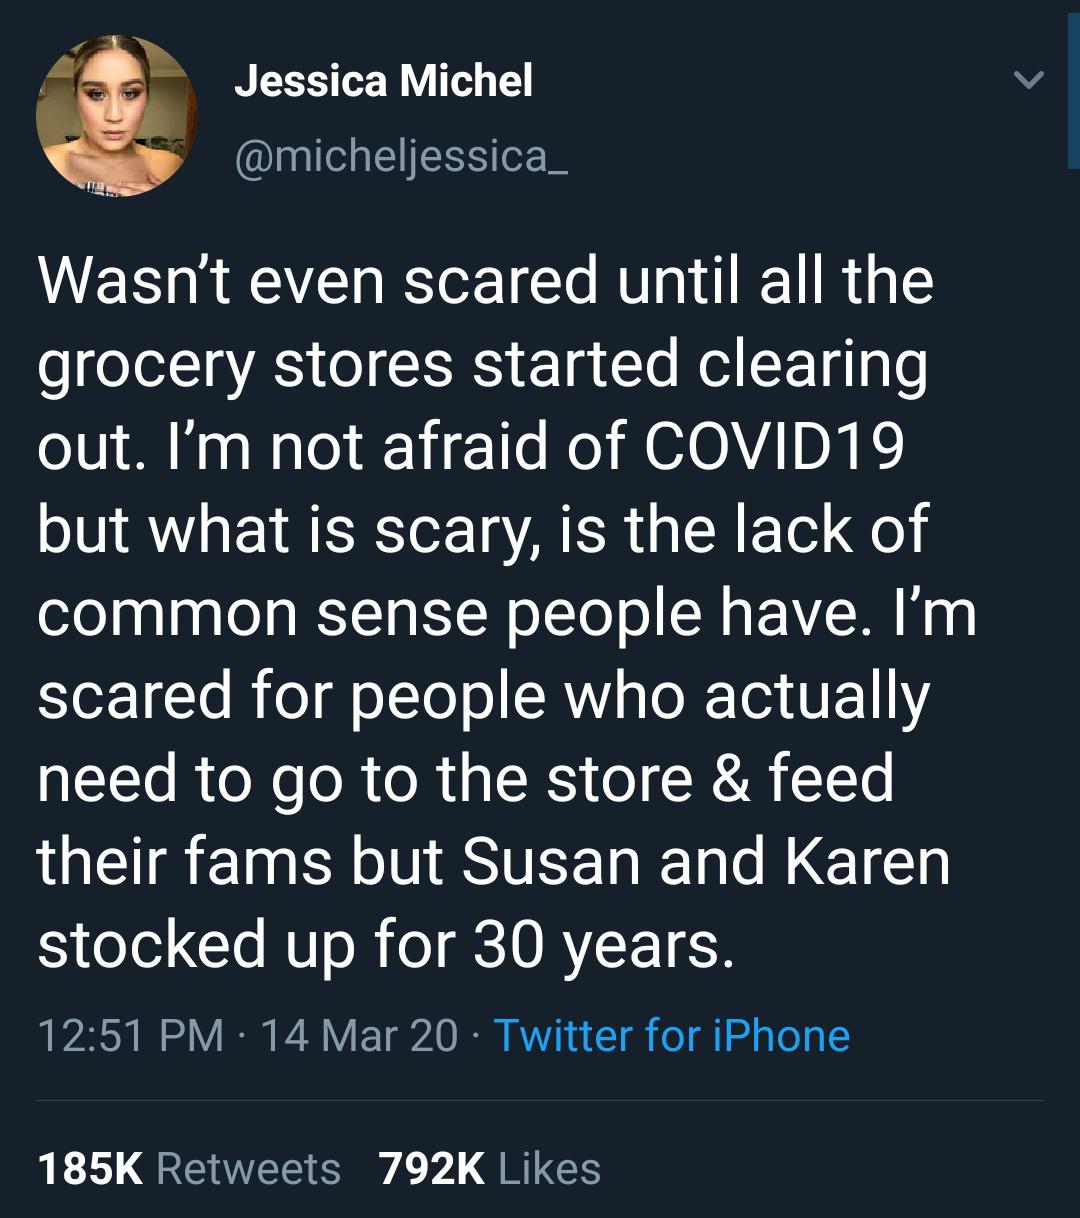 Jessica Michel
@micheljessica_
Wasn’t even scared until all the
grocery stores started clearing
out. I’m not afraid of COVID19
but what is scary, is the lack of
common sense people have. I’m
scared for people who actually
need to go to the store & feed
their fams but Susan and Karen
stocked up for 30 years.
12:51 PM · 14 Mar 20 · Twitter for iPhone
185K Retweets 792K Likes